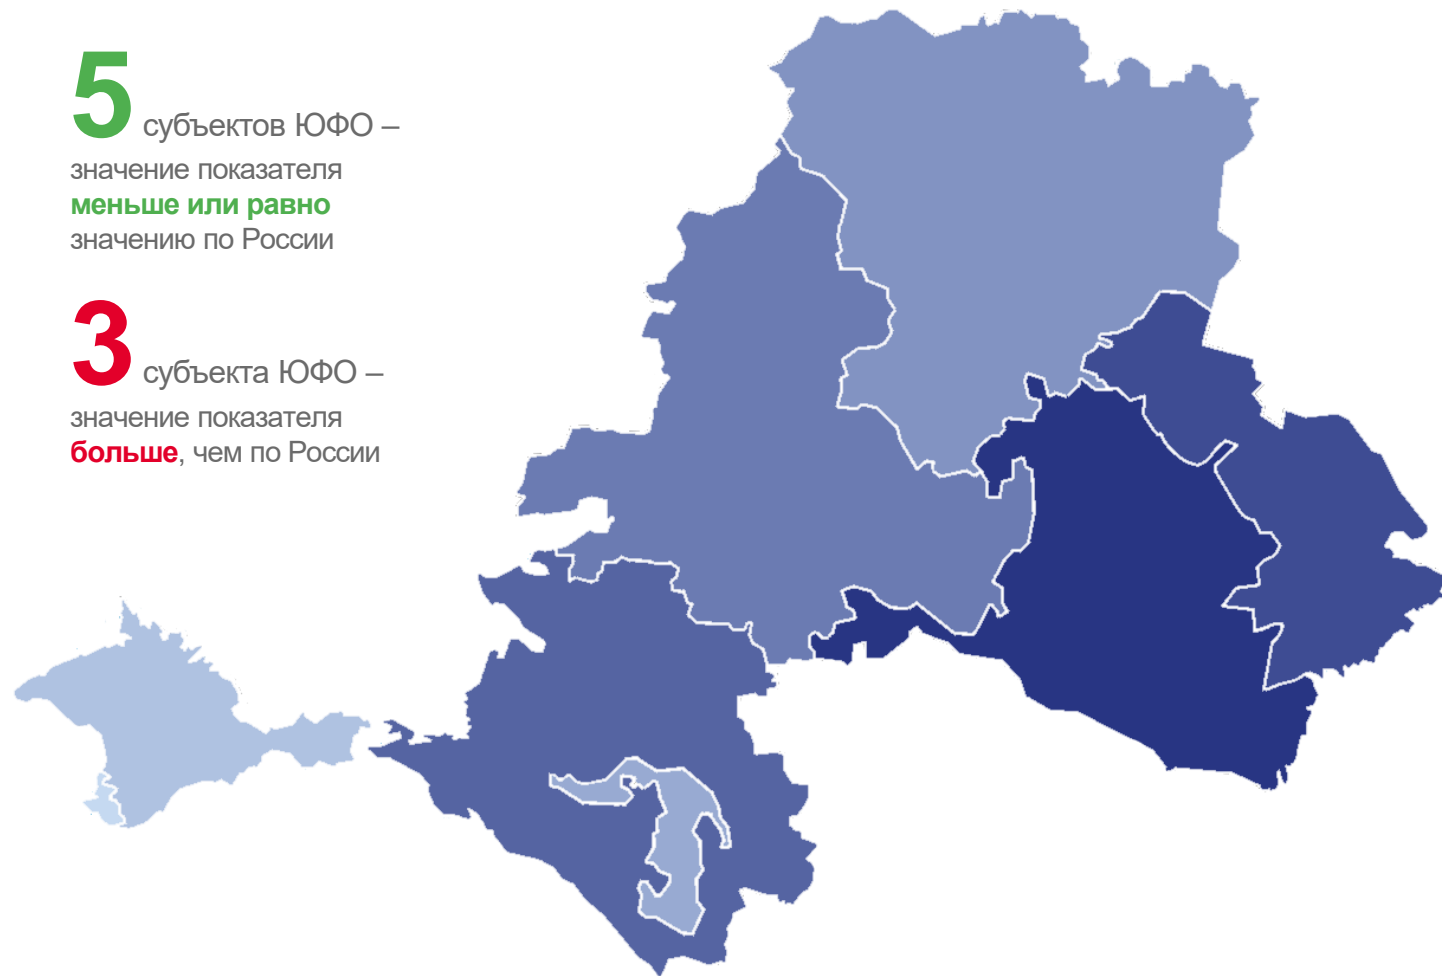 5 субъектов ЮФО –
значение показателя
меньше или равно
значению по России
3 субъекта ЮФО –
значение показателя
больше, чем по России